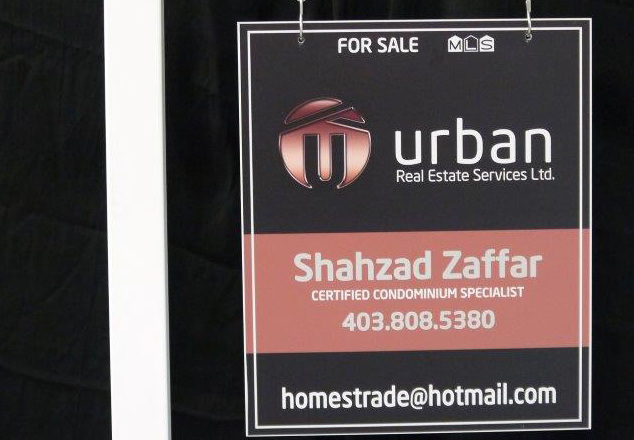 FOR SALE MLS
urban
Real Estate Services Ltd.
Shahzad Zaffar
CERTIFIED CONDOMINIUM SPECIALIST
403.808.5380
homestrade@hotmail.com